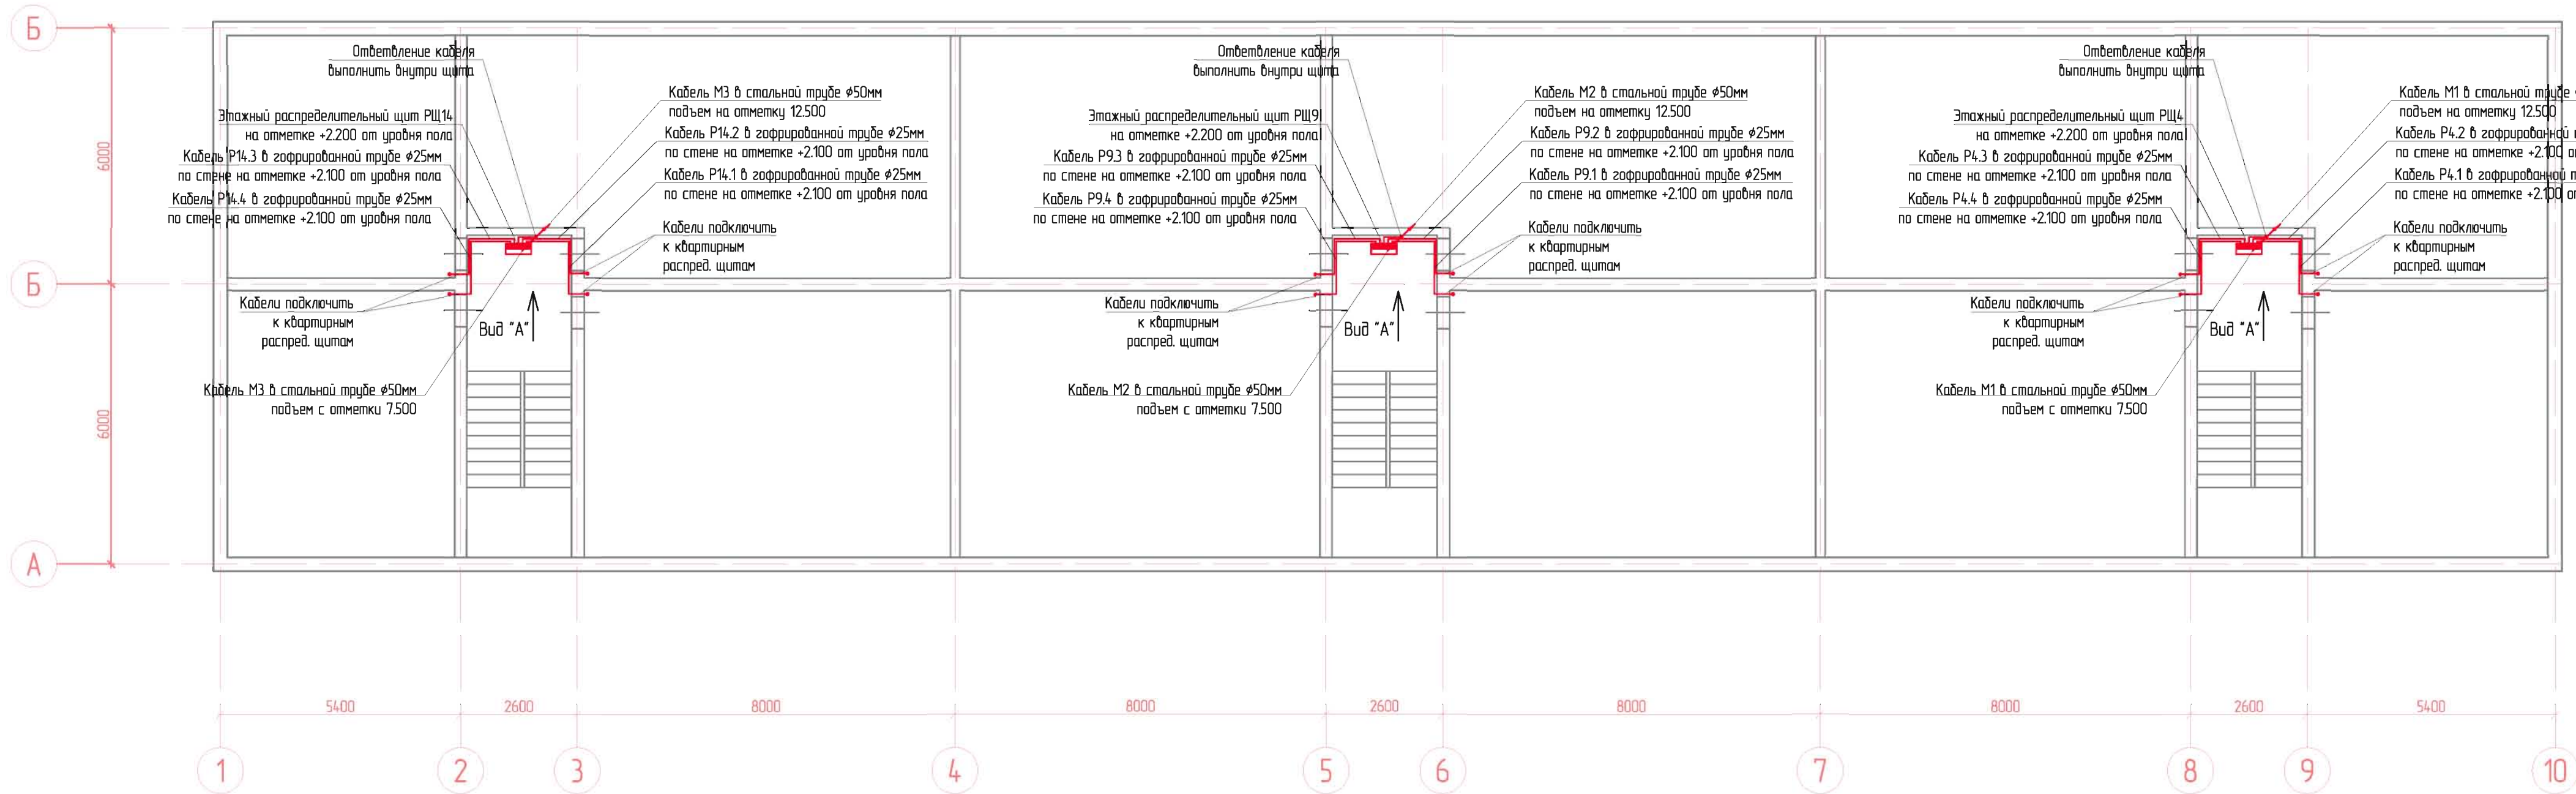 Б
Б
А
6000
6000
Ответвление кабеля
выполнить внутри щита
Этажный распределительный щит РЩ14
на отметке +2.200 от уровня пола
Кабель Р14.3 в гофрированной трубе ⌀25мм
по стене на отметке +2.100 от уровня пола
Кабель Р14.4 в гофрированной трубе ⌀25мм
по стене на отметке +2.100 от уровня пола
Кабель М3 в стальной трубе ⌀50мм
подъем на отметку 12.500
Кабель Р14.2 в гофрированной трубе ⌀25мм
по стене на отметке +2.100 от уровня пола
Кабель Р14.1 в гофрированной трубе ⌀25мм
по стене на отметке +2.100 от уровня пола
Кабели подключить
к квартирным
распред. щитам
Кабели подключить
к квартирным
распред. щитам
Вид "А"
Кабель М3 в стальной трубе ⌀50мм
подъем с отметки 7.500
Ответвление кабеля
выполнить внутри щита
Этажный распределительный щит РЩ9
на отметке +2.200 от уровня пола
Кабель Р9.3 в гофрированной трубе ⌀25мм
по стене на отметке +2.100 от уровня пола
Кабель Р9.4 в гофрированной трубе ⌀25мм
по стене на отметке +2.100 от уровня пола
Кабель М2 в стальной трубе ⌀50мм
подъем на отметку 12.500
Кабель Р9.2 в гофрированной трубе ⌀25мм
по стене на отметке +2.100 от уровня пола
Кабель Р9.1 в гофрированной трубе ⌀25мм
по стене на отметке +2.100 от уровня пола
Кабели подключить
к квартирным
распред. щитам
Кабели подключить
к квартирным
распред. щитам
Вид "А"
Кабель М2 в стальной трубе ⌀50мм
подъем с отметки 7.500
Ответвление кабеля
выполнить внутри щита
Этажный распределительный щит РЩ4
на отметке +2.200 от уровня пола
Кабель Р4.3 в гофрированной трубе ⌀25мм
по стене на отметке +2.100 от уровня пола
Кабель Р4.4 в гофрированной трубе ⌀25мм
по стене на отметке +2.100 от уровня пола
Кабель М1 в стальной трубе
подъем на отметку 12.500
Кабель Р4.2 в гофрированной
по стене на отметке +2.100
Кабель Р4.1 в гофрированной
по стене на отметке +2.100
Кабели подключить
к квартирным
распред. щитам
Кабели подключить
к квартирным
распред. щитам
Вид "А"
Кабель М1 в стальной трубе ⌀50мм
подъем с отметки 7.500
5400 2600 8000 8000 2600 8000 8000 2600 5400
1 2 3 4 5 6 7 8 9 10